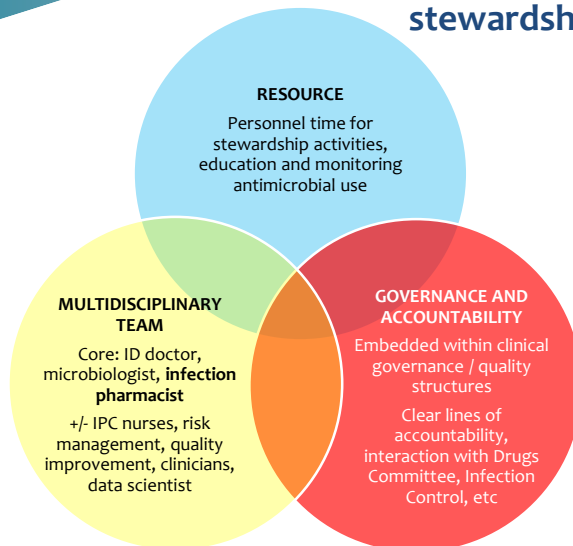 stewardsh
RESOURCE
Personnel time for
stewardship activities,
education and monitoring
antimicrobial use
MULTIDISCIPLINARY
TEAM
Core: ID doctor,
microbiologist, infection
pharmacist
+/- IPC nurses, risk
management, quality
improvement, clinicians,
data scientist
GOVERNANCE AND
ACCOUNTABILITY
Embedded within clinical
governance / quality
structures
Clear lines of
accountability,
interaction with Drugs
Committee, Infection
Control, etc